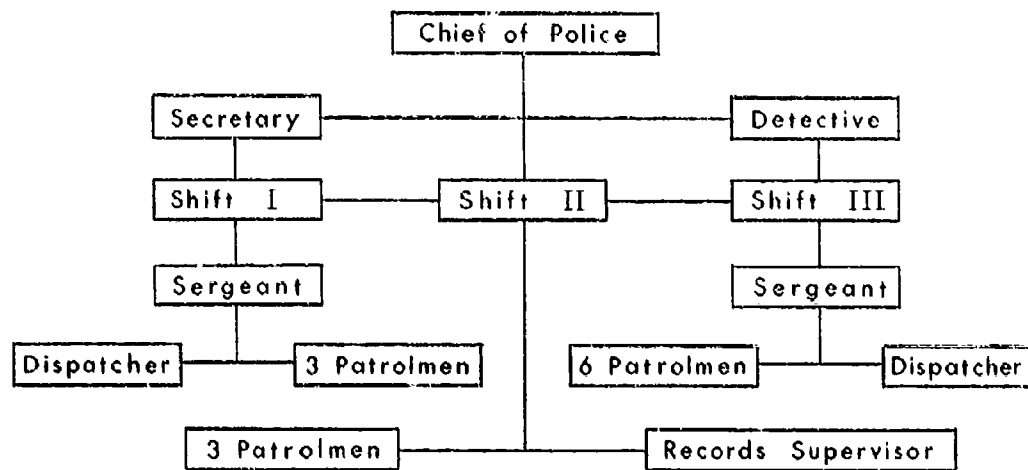 Chief of Police
Secretary
Detective
Shift I
Shift II
Shift III
Sergeant
Sergeant
Dispatcher
3 Patrolmen
6 Patrolmen
Dispatcher
3 Patrolmen
Records Supervisor